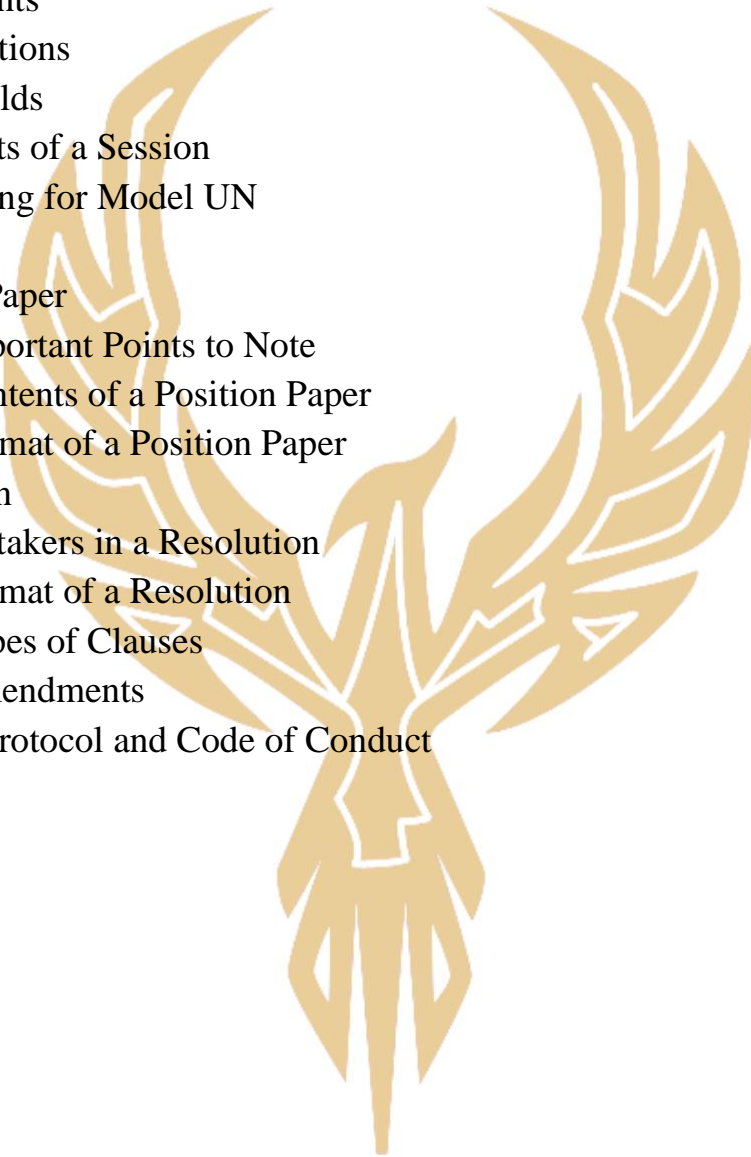 nts
tions
lds
ts of a Session
ng for Model UN
Paper
portant Points to Note
ntents of a Position Paper
mat of a Position Paper
n
takers in a Resolution
mat of a Resolution
pes of Clauses
nendments
rotocol and Code of Conduct